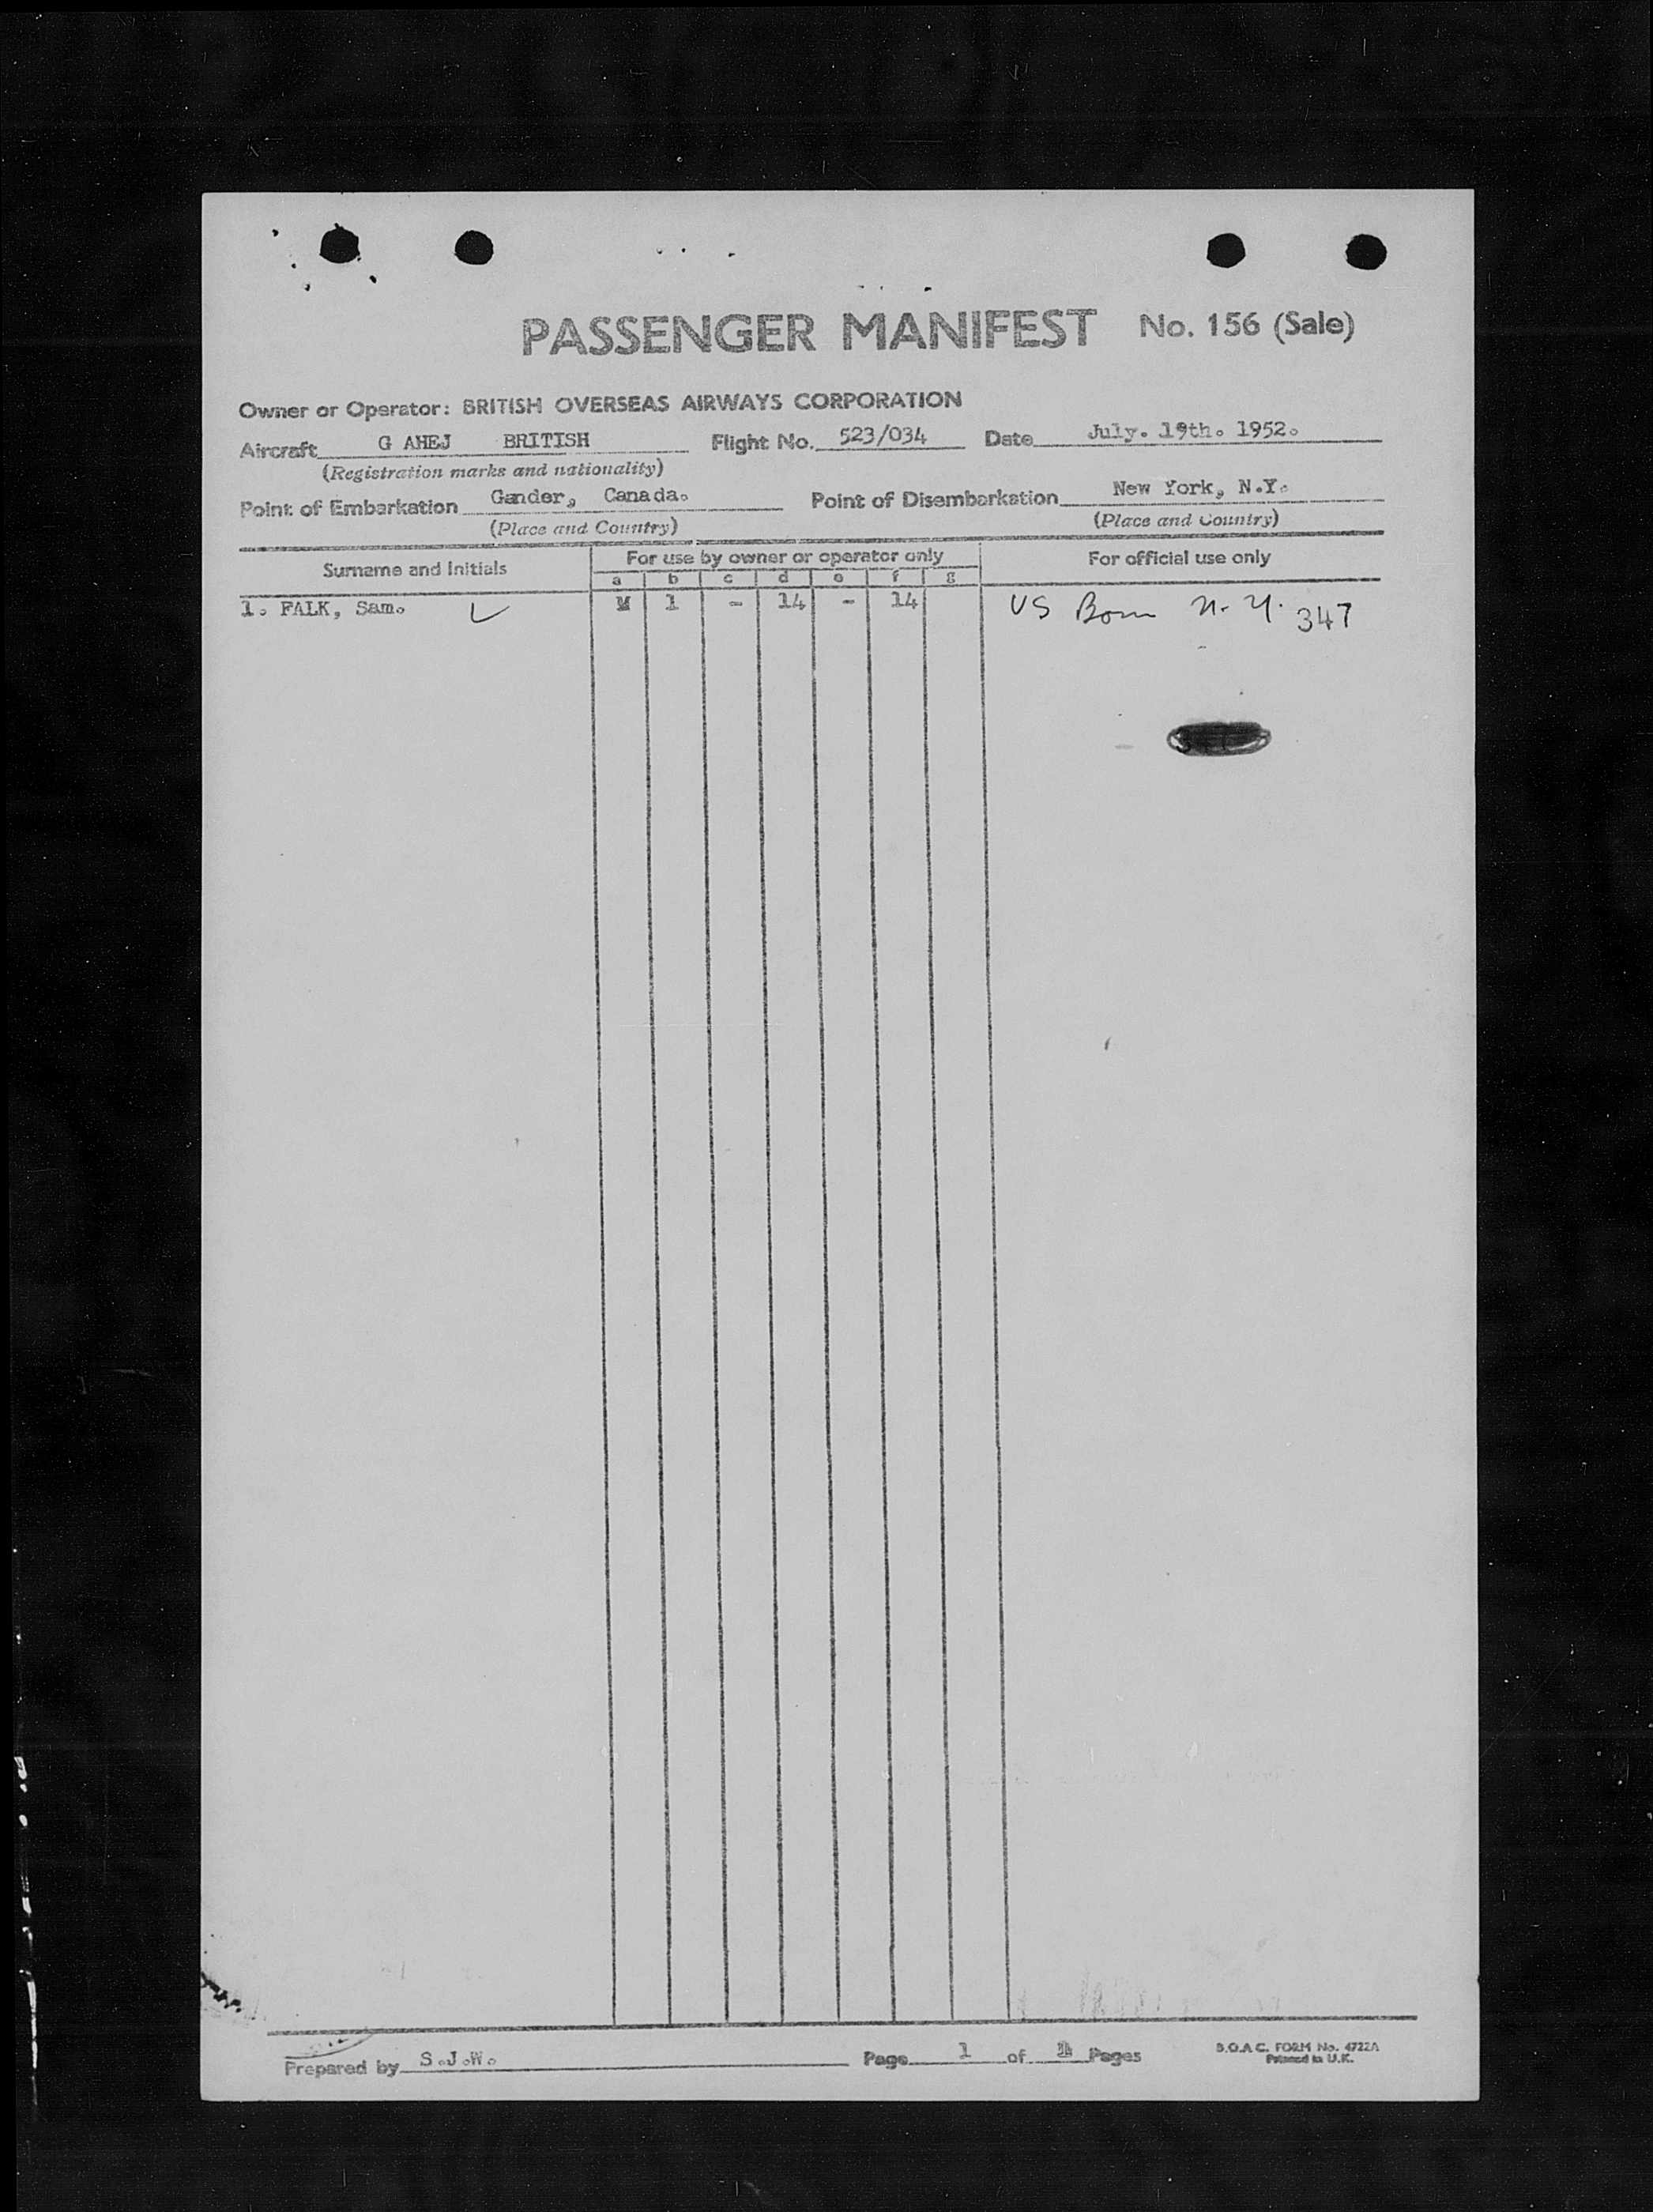 PASSENGER MANIFEST No. 156 (Sale)
Owner or Operator: BRITISH OVERSEAS AIRWAYS CORPORATION
Aircraft G AHEJ BRITISH Flight No. 523/034 Date July. 19th. 1952.
(Registration marks and nationality)
Point of Embarkation Gander, Canada. Point of Disembarkation New York, N.Y.
(Place and Country) (Place and Country)
Surname and Initials For use by owner or operator only For official use only
a b c d e f g
1. FALK, Sam. M 1 - 14 - 14 US Born N.Y. 347
Prepared by S.J.W. Page 1 of 1 Pages
B.O.A.C. FORM No. 4722A
Printed in U.K.